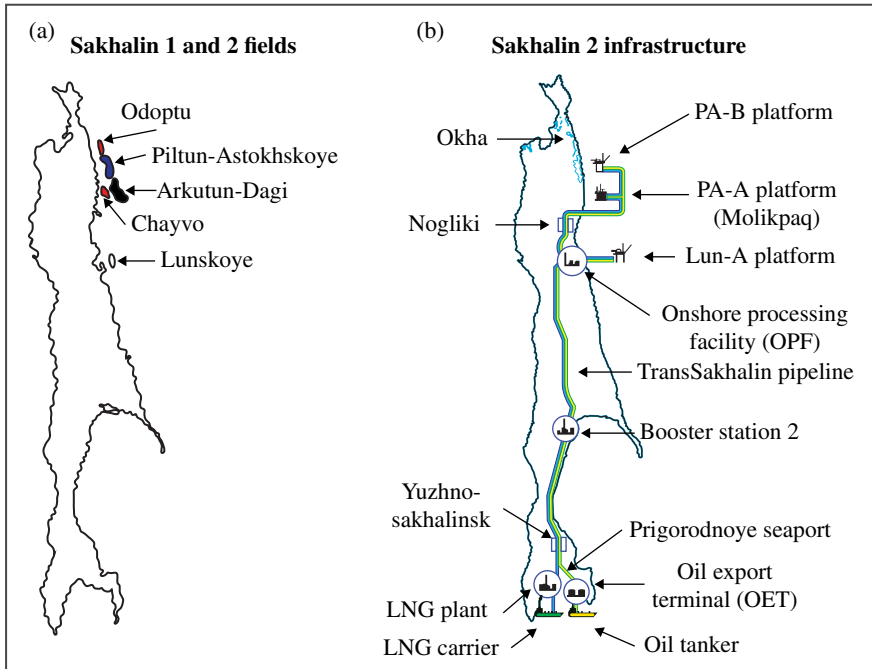 (a)
Sakhalin 1 and 2 fields
Odoptu
Piltun-Astokhskoye
Arkutun-Dagi
Chayvo
Lunskoye
(b)
Sakhalin 2 infrastructure
PA-B platform
Okha
PA-A platform
(Molikpaq)
Nogliki
Lun-A platform
Onshore processing
facility (OPF)
TransSakhalin pipeline
Booster station 2
Yuzhno-
sakhalinsk
Prigorodnoye seaport
Oil export
terminal (OET)
LNG plant
LNG carrier
Oil tanker